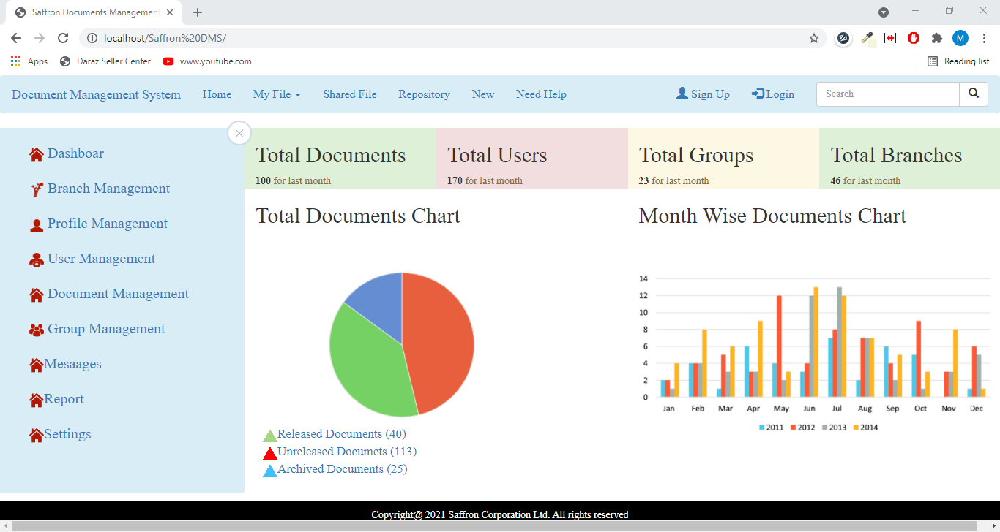 Saffron Documents Management
localhost/Saffron%20DMS/
M
Apps Daraz Seller Center www.youtube.com Reading list
Document Management System Home My File Shared File Repository New Need Help Sign Up Login Search
Dashboar
Branch Management
Profile Management
User Management
Document Management
Group Management
Mesaages
Report
Settings
Total Documents
100 for last month
Total Users
170 for last month
Total Groups
23 for last month
Total Branches
46 for last month
Total Documents Chart
Released Documents (40)
Unreleased Documets (113)
Archived Documents (25)
Month Wise Documents Chart
14
12
10
8
6
4
2
0
Jan Feb Mar Apr May Jun Jul Aug Sep Oct Nov Dec
2011 2012 2013 2014
Copyright@ 2021 Saffron Corporation Ltd. All rights reserved